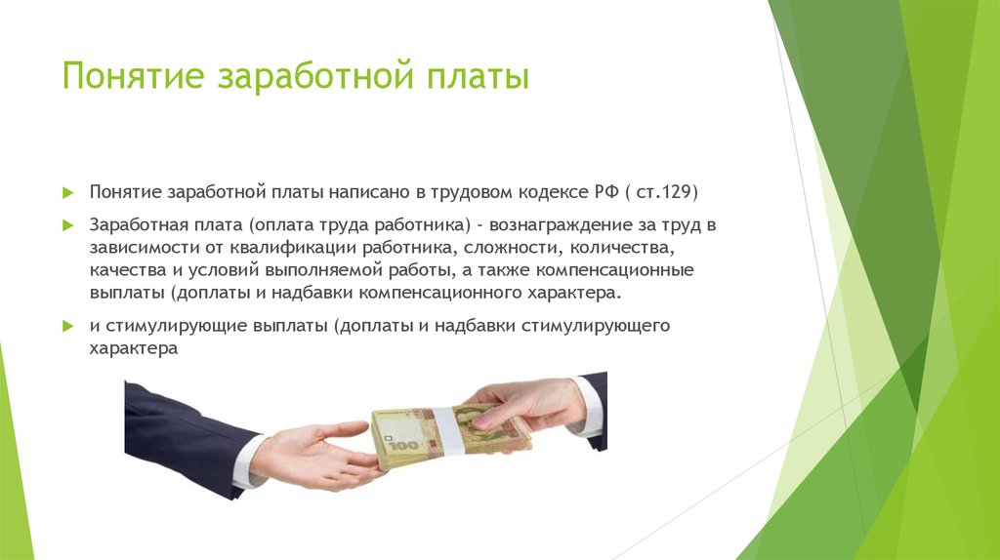 Понятие заработной платы
Понятие заработной платы написано в трудовом кодексе РФ ( ст.129)
Заработная плата (оплата труда работника) - вознаграждение за труд в
зависимости от квалификации работника, сложности, количества,
качества и условий выполняемой работы, а также компенсационные
выплаты (доплаты и надбавки компенсационного характера.
и стимулирующие выплаты (доплаты и надбавки стимулирующего
характера
100